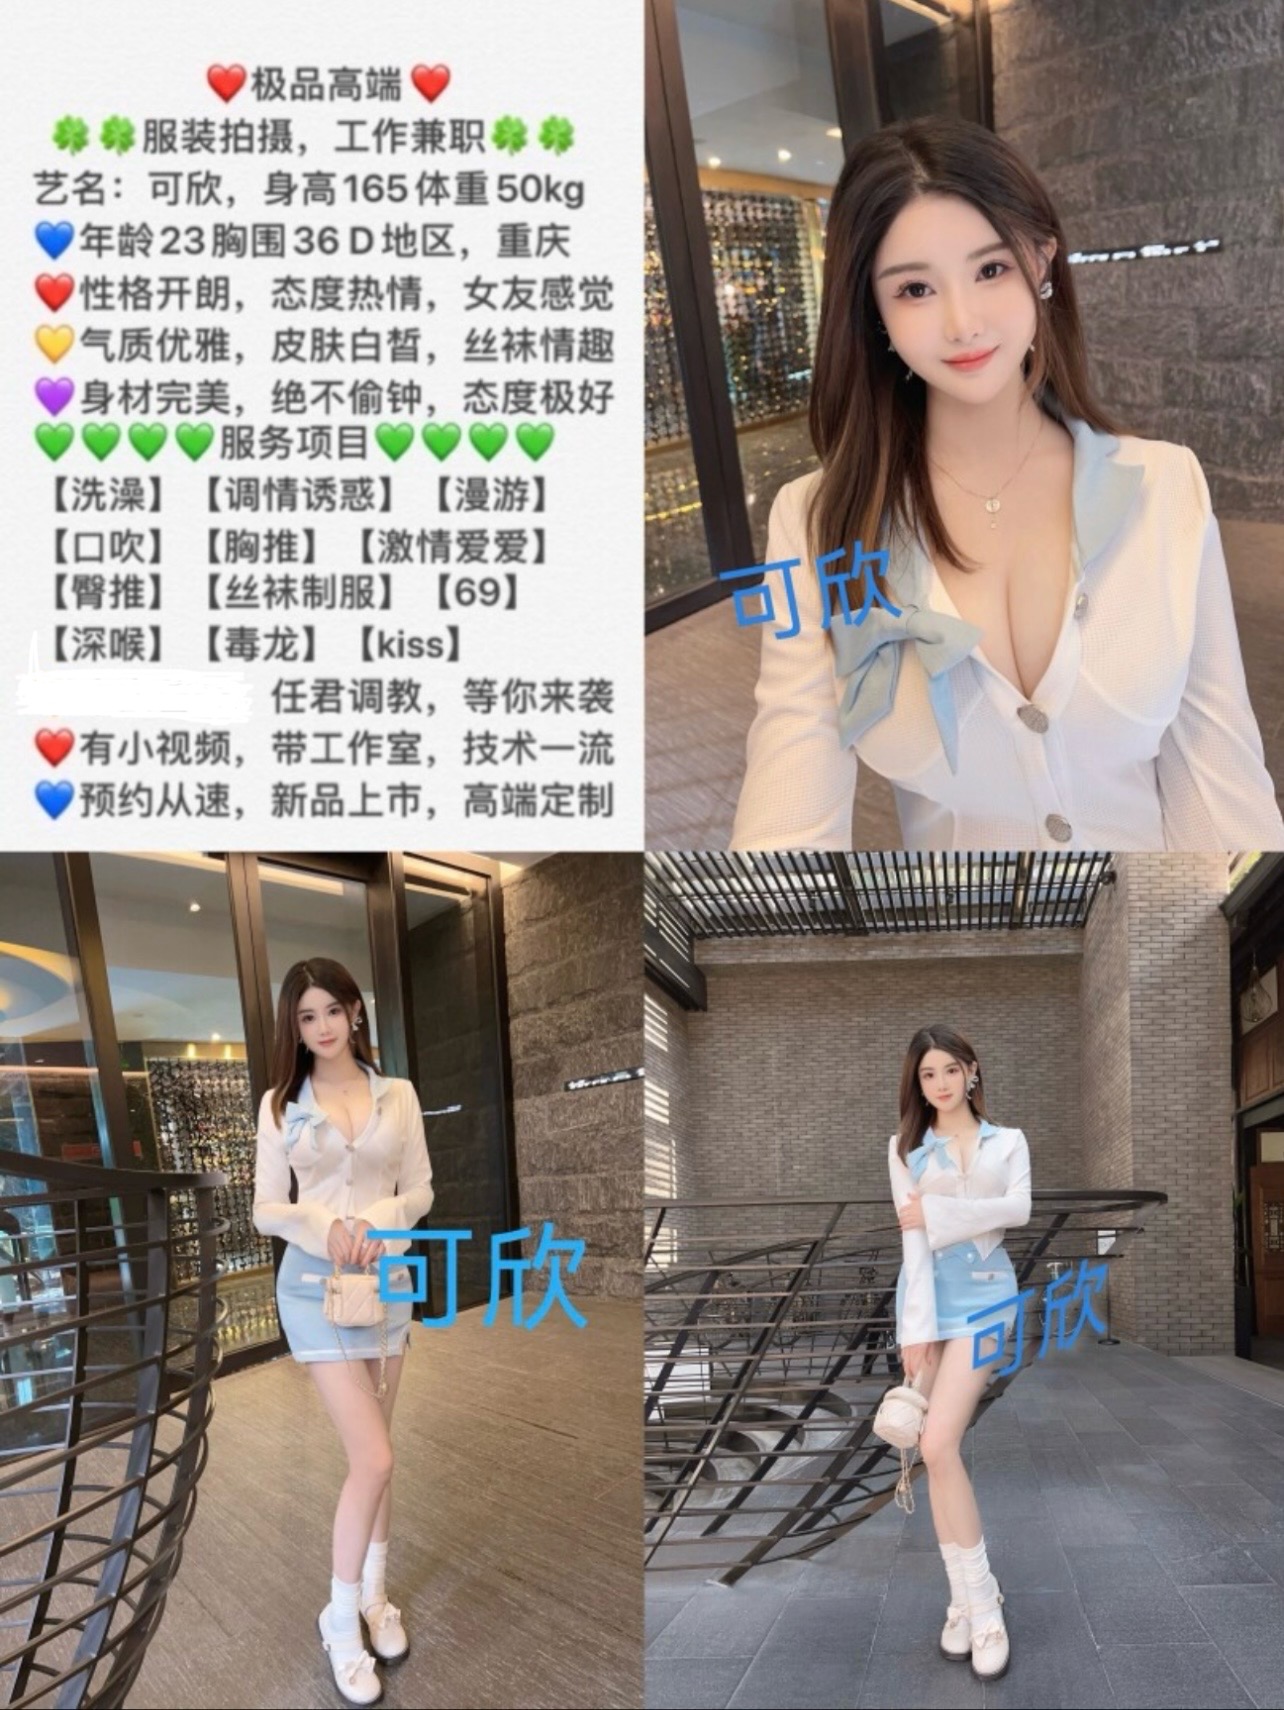 ❤️极品高端❤️
🍀🍀服装拍摄，工作兼职🍀🍀
艺名：可欣，身高165体重50kg
💙年龄23胸围36D地区，重庆
❤️性格开朗，态度热情，女友感觉
💛气质优雅，皮肤白皙，丝袜情趣
💜身材完美，绝不偷钟，态度极好
💚💚💚💚服务项目💚💚💚💚
【洗澡】【调情诱惑】【漫游】
【口吹】【胸推】【激情爱爱】
【臀推】【丝袜制服】【69】
【深喉】【毒龙】【kiss】
任君调教，等你来袭
❤️有小视频，带工作室，技术一流
💙预约从速，新品上市，高端定制
可欣
可欣
可欣